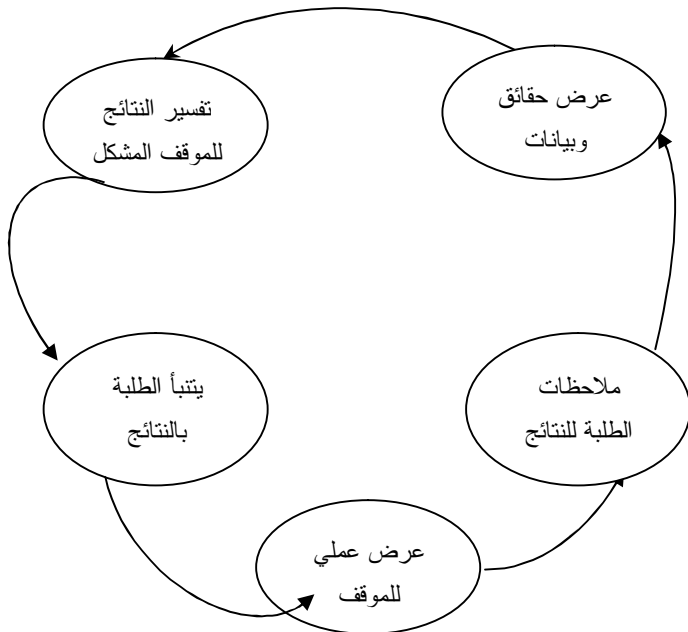 عرض حقائق
وبيانات
تفسير النتائج
للموقف المشكل
يتنبأ الطلبة
بالنتائج
ملاحظات
الطلبة للنتائج
عرض عملي
للموقف